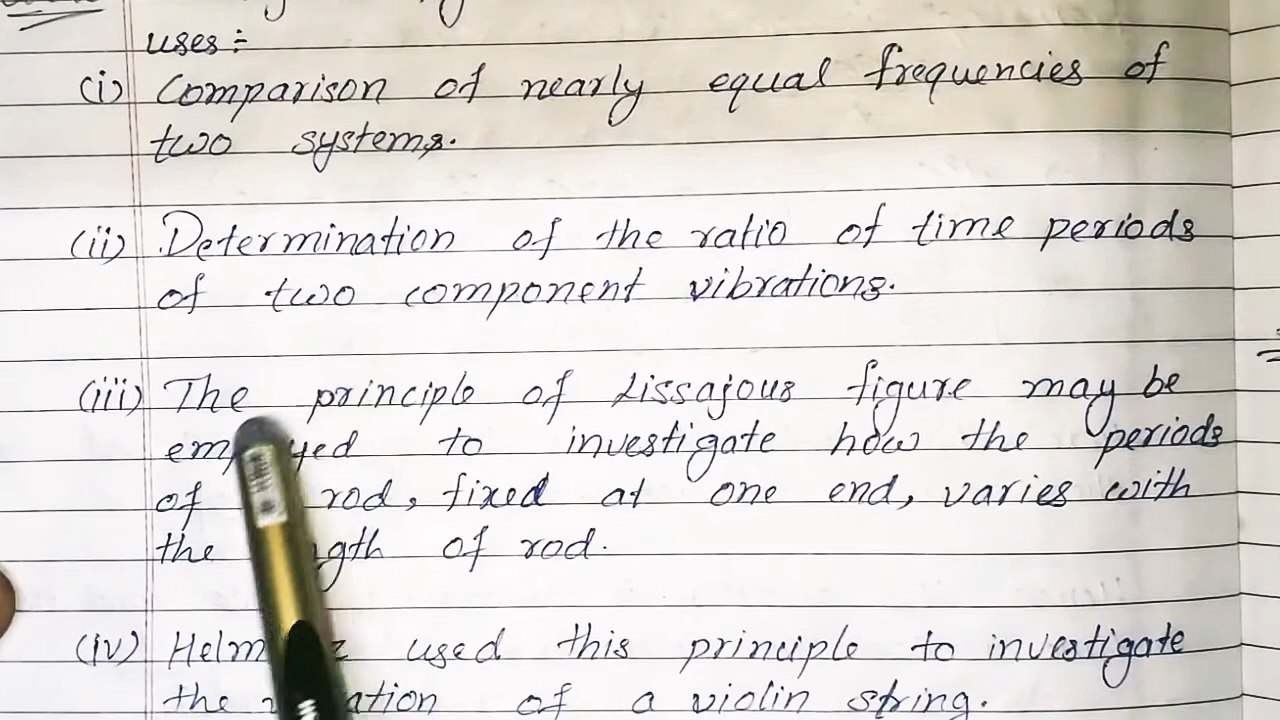 uses :-
(i) Comparison of nearly equal frequencies of
two systems.
(ii) Determination of the ratio of time periods
of two component vibrations.
(iii) The principle of Lissajous figure may be
to investigate how the periods
of rod, fixed at one end, varies with
the of rod.
(iv) used this principle to investigate
the of a violin string.